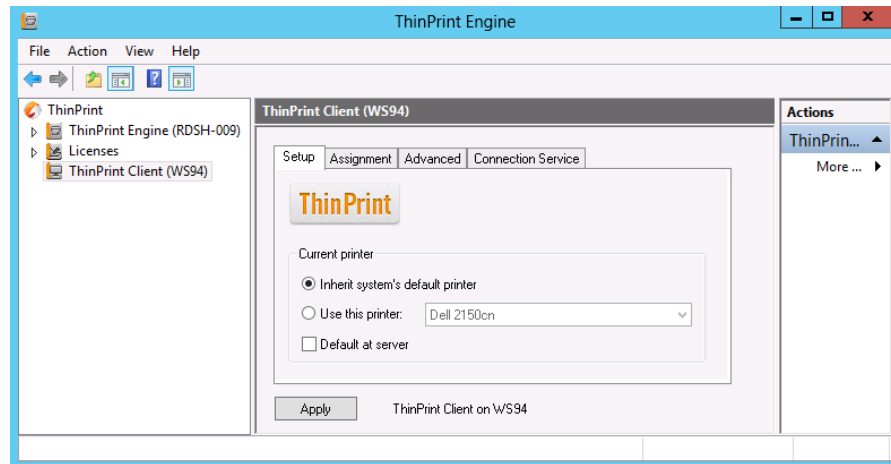 ThinPrint Engine
File Action View Help
ThinPrint
ThinPrint Engine (RDSH-009)
Licenses
ThinPrint Client (WS94)
ThinPrint Client (WS94)
Setup Assignment Advanced Connection Service
ThinPrint
Current printer
Inherit system's default printer
Use this printer: Dell 2150cn
Default at server
Apply ThinPrint Client on WS94
Actions
ThinPrin...
More ...